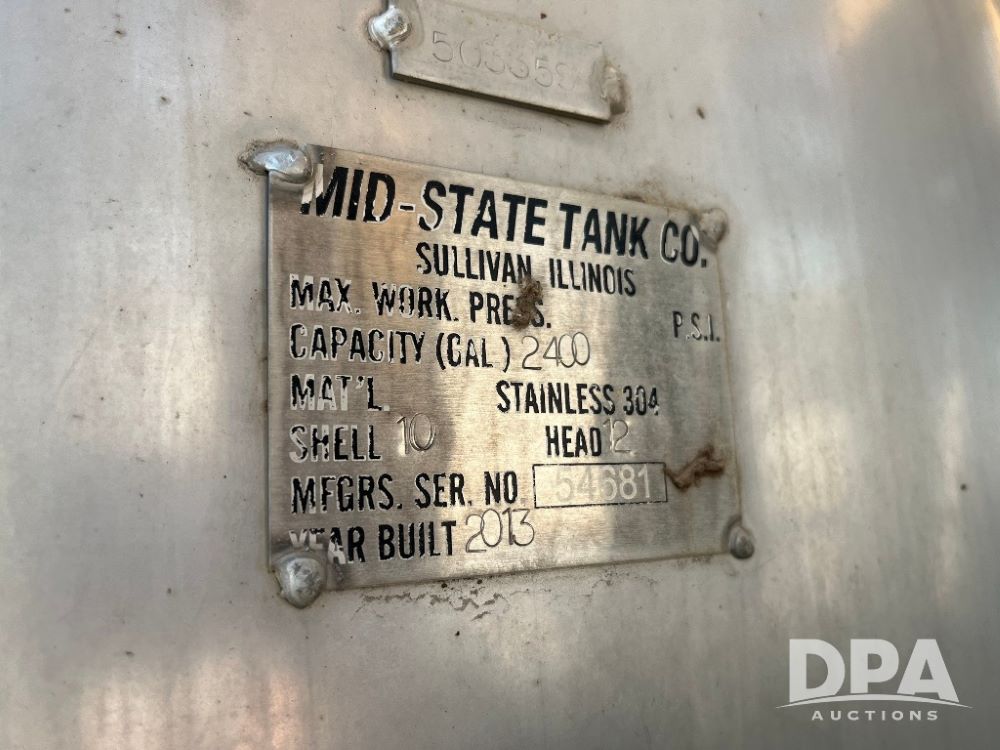 MID-STATE TANK CO.
SULLIVAN, ILLINOIS
MAX. WORK. PRESS. P.S.I.
CAPACITY (GAL.) 2400
MAT'L. STAINLESS 304
SHELL 10 HEAD 12
MFGRS. SER. NO. 54681
YEAR BUILT 2013
DPA
AUCTIONS